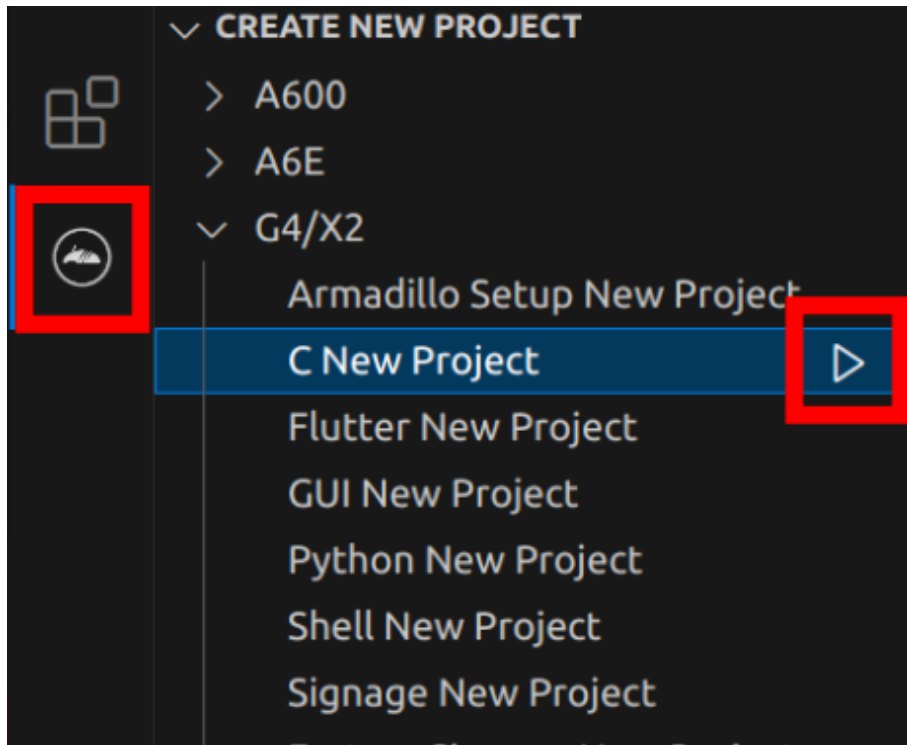 CREATE NEW PROJECT
A600
A6E
G4/X2
Armadillo Setup New Project
C New Project
Flutter New Project
GUI New Project
Python New Project
Shell New Project
Signage New Project